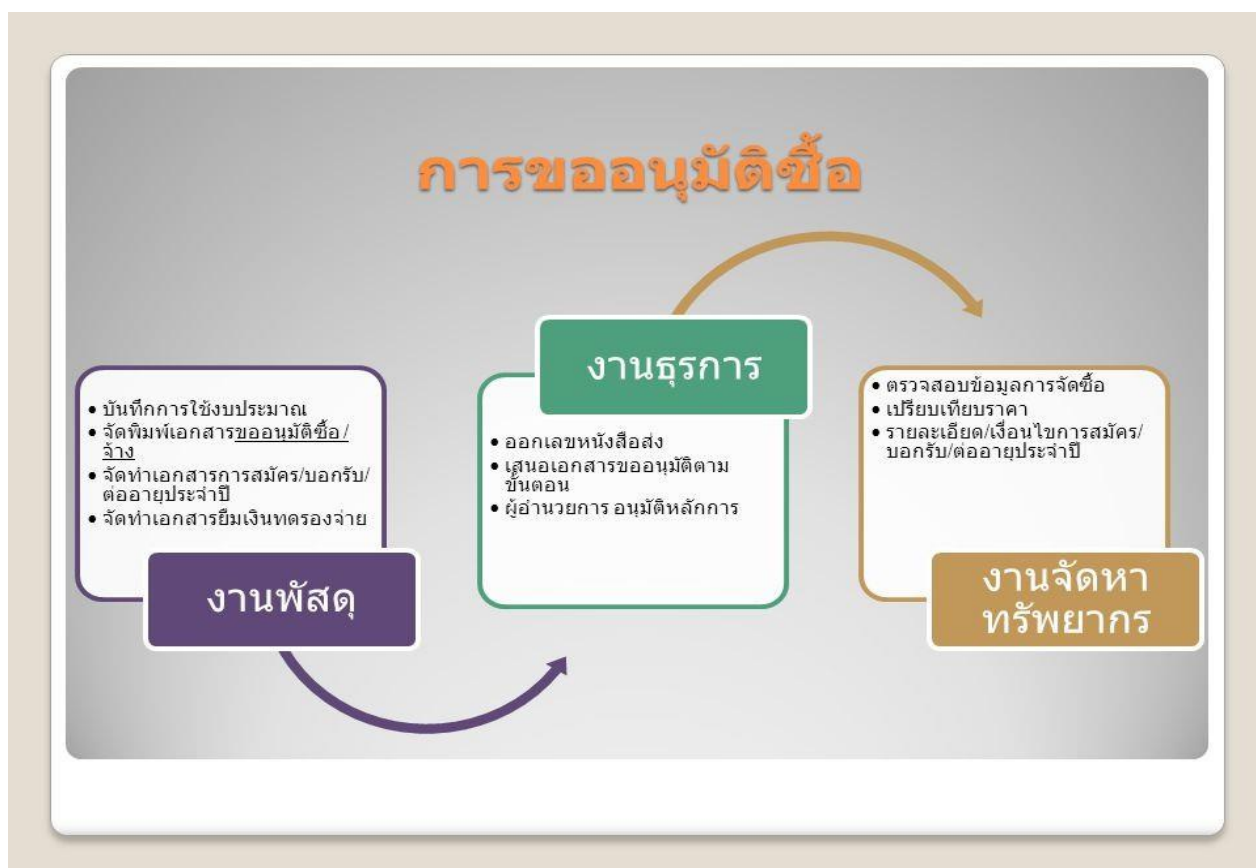 การขออนุมัติซื้อ
• บันทึกการใช้งบประมาณ
• จัดพิมพ์เอกสารขออนุมัติซื้อ/
จ้าง
• จัดทำเอกสารการสมัคร/บอกรับ/
ต่ออายุประจำปี
• จัดทำเอกสารยืมเงินทดรองจ่าย
งานพัสดุ
งานธุรการ
• ออกเลขหนังสือส่ง
• เสนอเอกสารขออนุมัติตาม
ขั้นตอน
• ผู้อำนวยการ อนุมัติหลักการ
• ตรวจสอบข้อมูลการจัดซื้อ
• เปรียบเทียบราคา
• รายละเอียด/เงื่อนไขการสมัคร/
บอกรับ/ต่ออายุประจำปี
งานจัดหา
ทรัพยากร